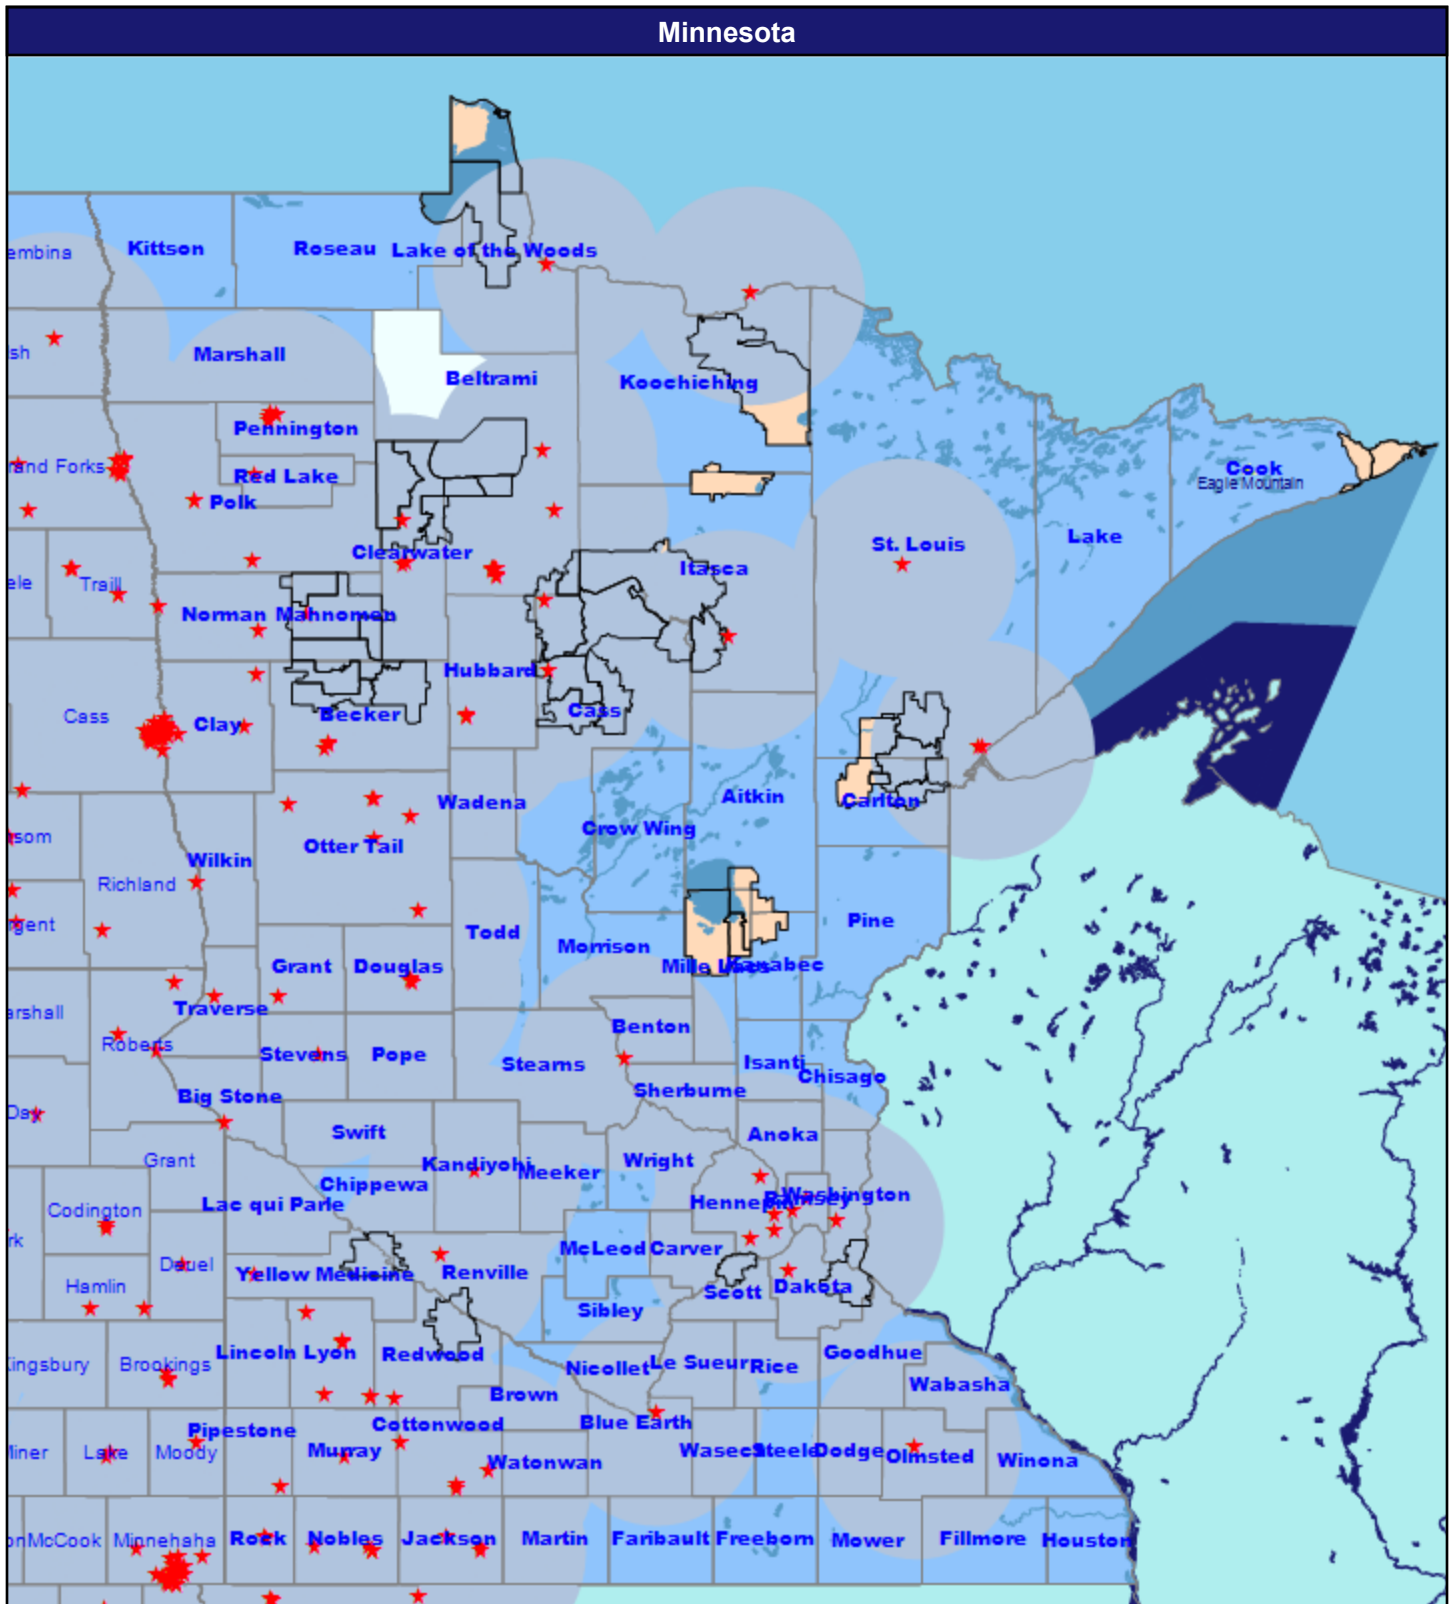 Minnesota
embina
Kittson
Roseau
Lake of the Woods
sh
Marshall
Beltrami
Koochiching
Pennington
rand Forks
Red Lake
Cook
Eagle Mountain
Polk
Clearwater
St. Louis
Lake
Itasca
ele
Traill
Norman
Mahnomen
Hubbard
Cass
Clay
Becker
Cass
Wadena
Aitkin
Carlton
Crow Wing
som
Otter Tail
Wilkin
Richland
rgent
Todd
Morrison
Pine
Grant
Douglas
Mille Lacs
Kanabec
arshall
Traverse
Roberts
Benton
Stevens
Pope
Stearns
Isanti
Chisago
Sherburne
Day
Big Stone
Swift
Anoka
Grant
Kandiyohi
Meeker
Wright
Chippewa
Codington
Lac qui Parle
Hennepin
Ramsey
Washington
rk
McLeod
Carver
Deuel
Yellow Medicine
Renville
Hamlin
Scott
Dakota
Sibley
Kingsbury
Brookings
Lincoln
Lyon
Redwood
Nicollet
Le Sueur
Rice
Goodhue
Wabasha
Brown
Pipestone
Cottonwood
Blue Earth
Miner
Lake
Moody
Murray
Watonwan
Waseca
Steele
Dodge
Olmsted
Winona
on
McCook
Minnehaha
Rock
Nobles
Jackson
Martin
Faribault
Freeborn
Mower
Fillmore
Houston